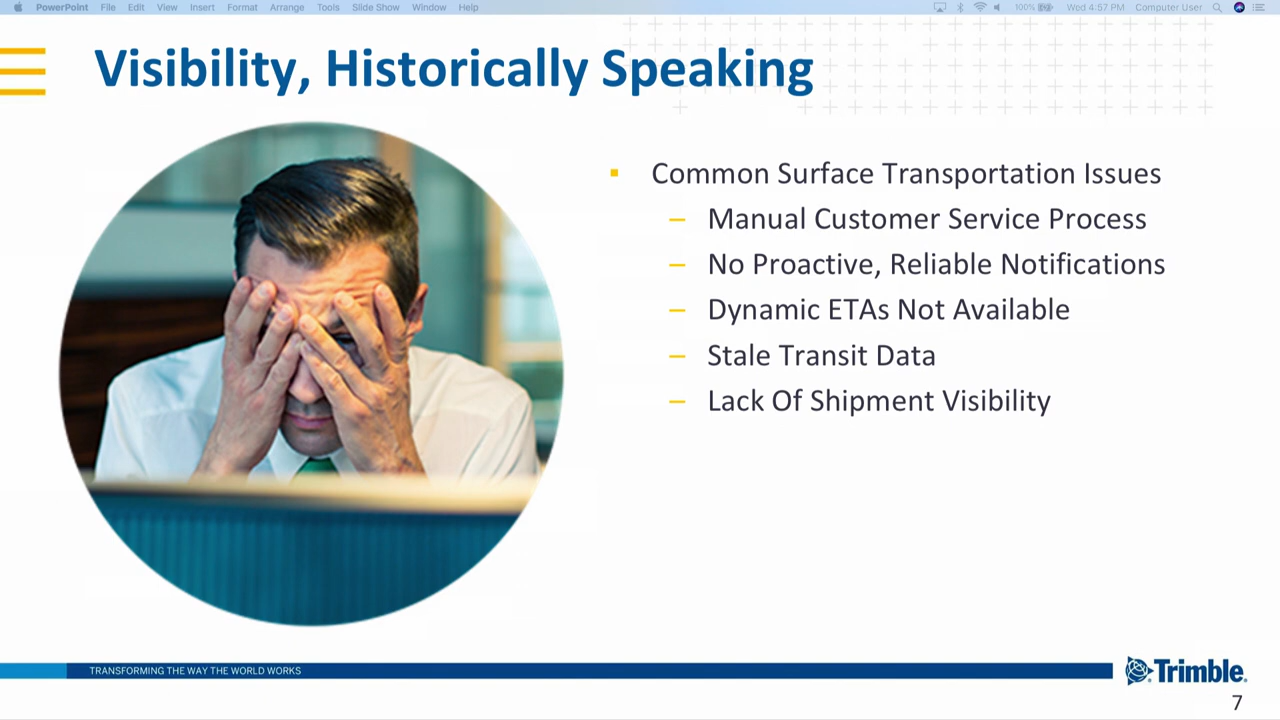 PowerPoint File Edit View Insert Format Arrange Tools Slide Show Window Help 100% Wed 4:57 PM Computer User
Visibility, Historically Speaking
Common Surface Transportation Issues
– Manual Customer Service Process
– No Proactive, Reliable Notifications
– Dynamic ETAs Not Available
– Stale Transit Data
– Lack Of Shipment Visibility
TRANSFORMING THE WAY THE WORLD WORKS
Trimble
7